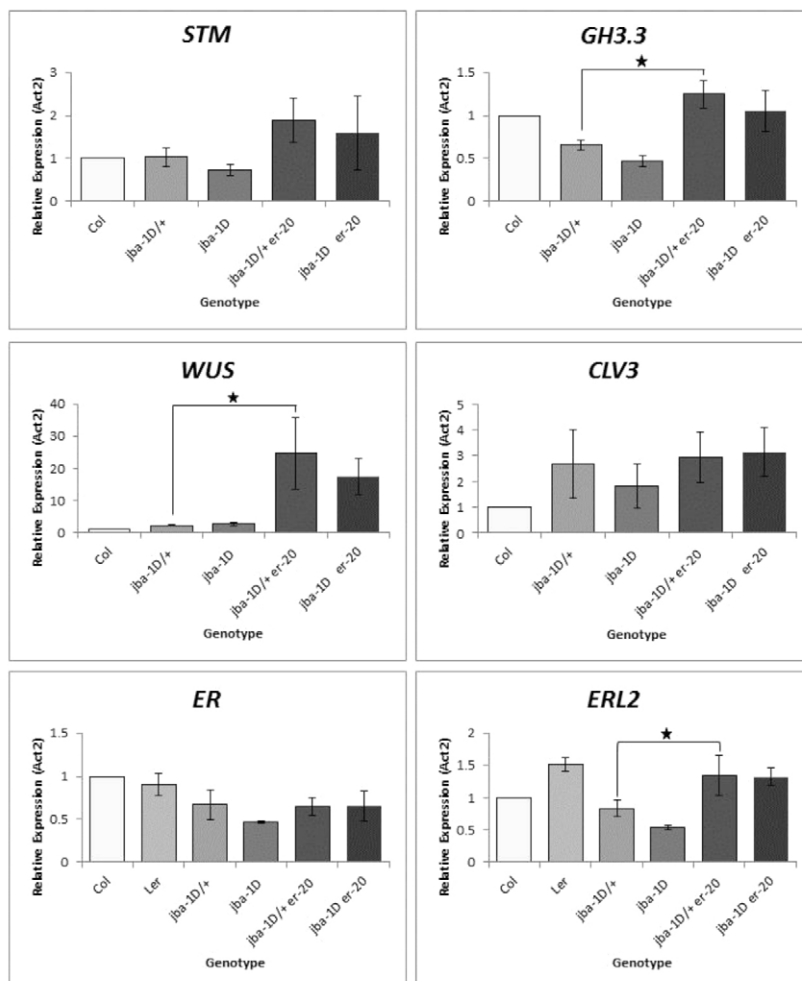 STM
Relative Expression (Act2)
3
2
1
0
Col
jba-1D/+
jba-1D
jba-1D/+ er-20
jba-1D er-20
Genotype
GH3.3
Relative Expression (Act2)
1.5
1
0.5
0
Col
jba-1D/+
jba-1D
jba-1D/+ er-20
jba-1D er-20
Genotype
WUS
Relative Expression (Act2)
40
30
20
10
0
Col
jba-1D/+
jba-1D
jba-1D/+ er-20
jba-1D er-20
Genotype
CLV3
Relative Expression (Act2)
5
4
3
2
1
0
Col
jba-1D/+
jba-1D
jba-1D/+ er-20
jba-1D er-20
Genotype
ER
Relative Expression (Act2)
1.5
1
0.5
0
Col
Ler
jba-1D/+
jba-1D
jba-1D/+ er-20
jba-1D er-20
Genotype
ERL2
Relative Expression (Act2)
2
1.5
1
0.5
0
Col
Ler
jba-1D/+
jba-1D
jba-1D/+ er-20
jba-1D er-20
Genotype